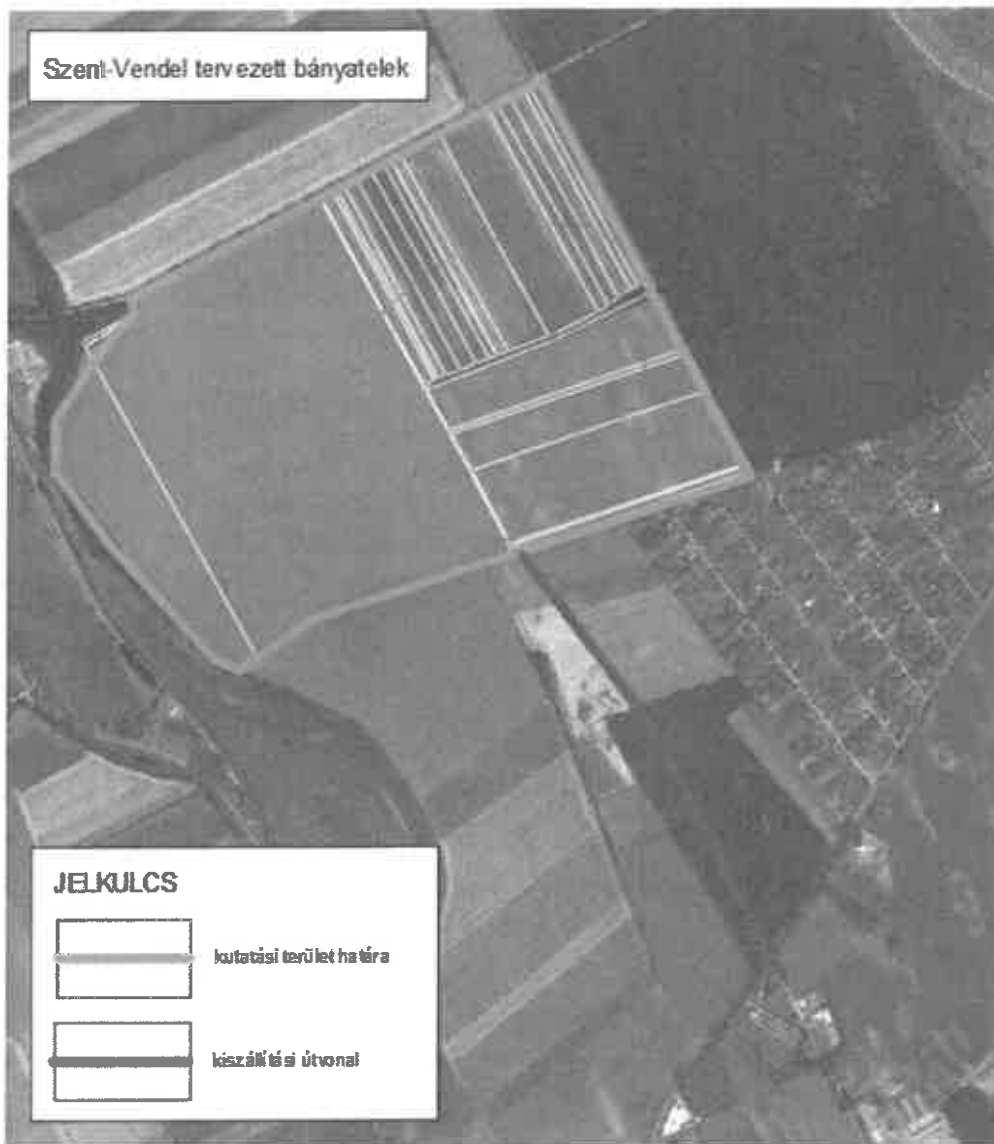 Szent-Vendel tervezett bányatelek
JELKULCS
kutatási terület határa
kiszállítási útvonal